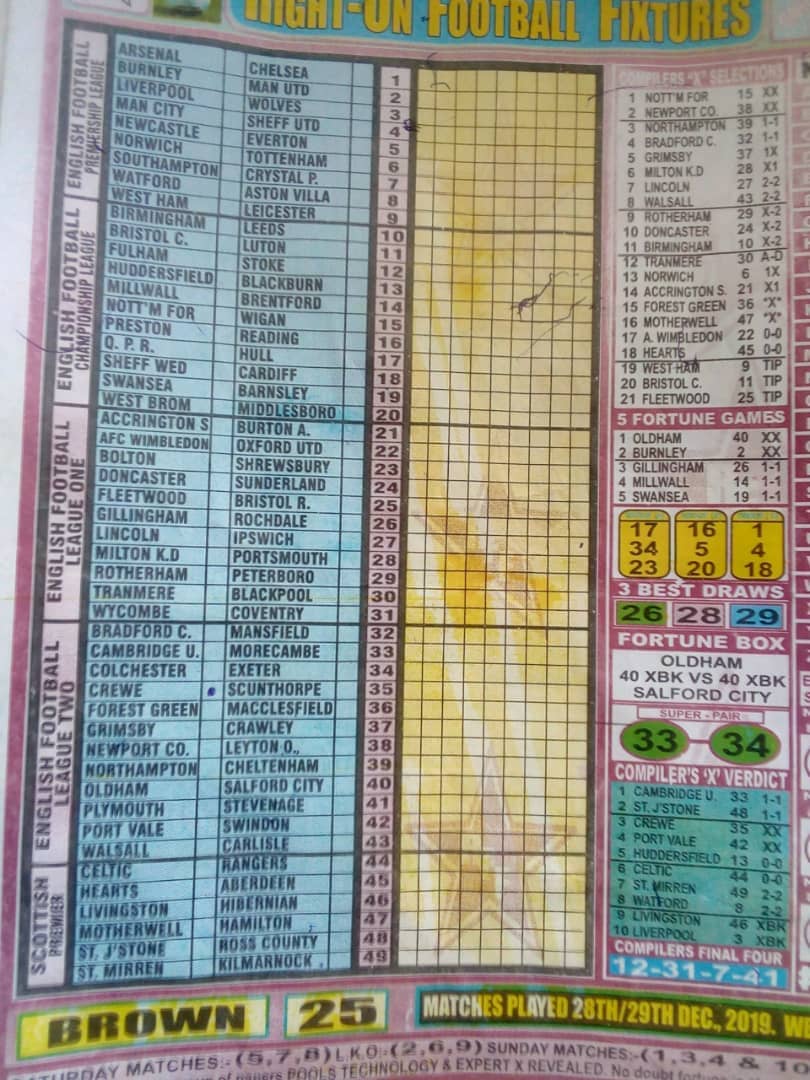 RIGHT-ON FOOTBALL FIXTURES
ENGLISH FOOTBALL PREMIERSHIP LEAGUE
ARSENAL CHELSEA 1
BURNLEY MAN UTD 2
LIVERPOOL WOLVES 3
MAN CITY SHEFF UTD 4
NEWCASTLE EVERTON 5
NORWICH TOTTENHAM 6
SOUTHAMPTON CRYSTAL P. 7
WATFORD ASTON VILLA 8
WEST HAM LEICESTER 9
ENGLISH FOOTBALL CHAMPIONSHIP LEAGUE
BIRMINGHAM LEEDS 10
BRISTOL C. LUTON 11
FULHAM STOKE 12
HUDDERSFIELD BLACKBURN 13
MILLWALL BRENTFORD 14
NOTT'M FOR WIGAN 15
PRESTON READING 16
Q. P. R. HULL 17
SHEFF WED CARDIFF 18
SWANSEA BARNSLEY 19
WEST BROM MIDDLESBORO 20
ENGLISH FOOTBALL LEAGUE ONE
ACCRINGTON S BURTON A. 21
AFC WIMBLEDON OXFORD UTD 22
BOLTON SHREWSBURY 23
DONCASTER SUNDERLAND 24
FLEETWOOD BRISTOL R. 25
GILLINGHAM ROCHDALE 26
LINCOLN IPSWICH 27
MILTON K.D PORTSMOUTH 28
ROTHERHAM PETERBORO 29
TRANMERE BLACKPOOL 30
WYCOMBE COVENTRY 31
ENGLISH FOOTBALL LEAGUE TWO
BRADFORD C. MANSFIELD 32
CAMBRIDGE U. MORECAMBE 33
COLCHESTER EXETER 34
CREWE SCUNTHORPE 35
FOREST GREEN MACCLESFIELD 36
GRIMSBY CRAWLEY 37
NEWPORT CO. LEYTON O., 38
NORTHAMPTON CHELTENHAM 39
OLDHAM SALFORD CITY 40
PLYMOUTH STEVENAGE 41
PORT VALE SWINDON 42
WALSALL CARLISLE 43
SCOTTISH PREMIER
CELTIC RANGERS 44
HEARTS ABERDEEN 45
LIVINGSTON HIBERNIAN 46
MOTHERWELL HAMILTON 47
ST. J'STONE ROSS COUNTY 48
ST. MIRREN KILMARNOCK 49
COMPILERS "X" SELECTIONS
1 NOTT'M FOR 15 XX
2 NEWPORT CO. 38 XX
3 NORTHAMPTON 39 1-1
4 BRADFORD C. 32 1-1
5 GRIMSBY 37 1X
6 MILTON K.D 28 X1
7 LINCOLN 27 2-2
8 WALSALL 43 2-2
9 ROTHERHAM 29 X-2
10 DONCASTER 24 X-2
11 BIRMINGHAM 10 X-2
12 TRANMERE 30 A-D
13 NORWICH 6 1X
14 ACCRINGTON S. 21 X1
15 FOREST GREEN 36 "X"
16 MOTHERWELL 47 "X"
17 A. WIMBLEDON 22 0-0
18 HEARTS 45 0-0
19 WEST HAM 9 TIP
20 BRISTOL C. 11 TIP
21 FLEETWOOD 25 TIP
5 FORTUNE GAMES
1 OLDHAM 40 XX
2 BURNLEY 2 XX
3 GILLINGHAM 26 1-1
4 MILLWALL 14 1-1
5 SWANSEA 19 1-1
17 16 1
34 5 4
23 20 18
3 BEST DRAWS
26 28 29
FORTUNE BOX
OLDHAM
40 XBK VS 40 XBK
SALFORD CITY
SUPER - PAIR
33 34
COMPILER'S 'X' VERDICT
1 CAMBRIDGE U. 33 1-1
2 ST. J'STONE 48 1-1
3 CREWE 35 XX
4 PORT VALE 42 XX
5 HUDDERSFIELD 13 0-0
6 CELTIC 44 0-0
7 ST. MIRREN 49 2-2
8 WATFORD 8 2-2
9 LIVINGSTON 46 XBK
10 LIVERPOOL 3 XBK
COMPILERS FINAL FOUR
12-31-7-41
BROWN 25 MATCHES PLAYED 28TH/29TH DEC., 2019.
SATURDAY MATCHES:-(5,7,8) L.K.O:-(2,6,9) SUNDAY MATCHES:-(1,3,4 &
of papers POOLS TECHNOLOGY & EXPERT X REVEALED. No doubt